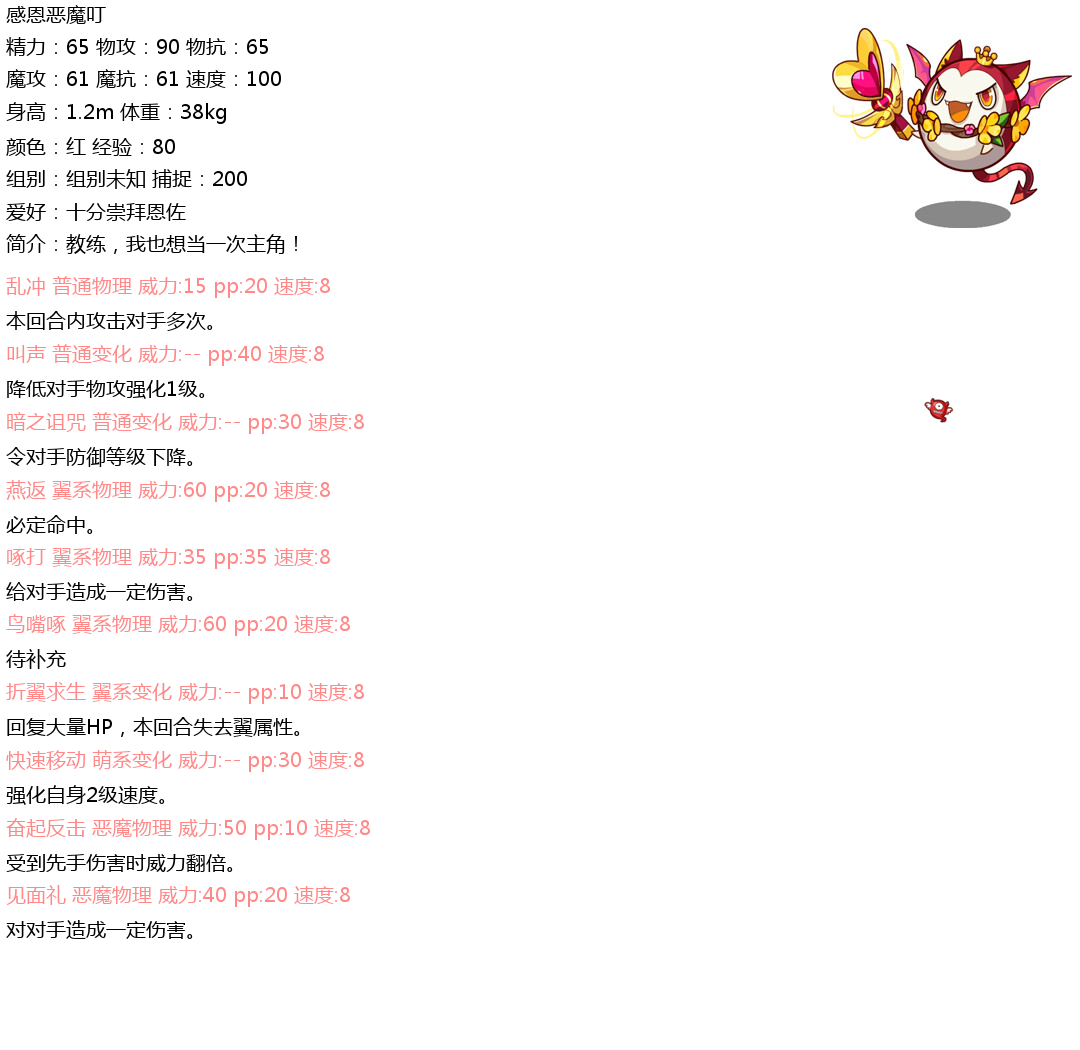 感恩恶魔叮
精力：65 物攻：90 物抗：65
魔攻：61 魔抗：61 速度：100
身高：1.2m 体重：38kg
颜色：红 经验：80
组别：组别未知 捕捉：200
爱好：十分崇拜恩佐
简介：教练，我也想当一次主角！
乱冲 普通物理 威力:15 pp:20 速度:8
本回合内攻击对手多次。
叫声 普通变化 威力:-- pp:40 速度:8
降低对手物攻强化1级。
暗之诅咒 普通变化 威力:-- pp:30 速度:8
令对手防御等级下降。
燕返 翼系物理 威力:60 pp:20 速度:8
必定命中。
啄打 翼系物理 威力:35 pp:35 速度:8
给对手造成一定伤害。
鸟嘴啄 翼系物理 威力:60 pp:20 速度:8
待补充
折翼求生 翼系变化 威力:-- pp:10 速度:8
回复大量HP，本回合失去翼属性。
快速移动 萌系变化 威力:-- pp:30 速度:8
强化自身2级速度。
奋起反击 恶魔物理 威力:50 pp:10 速度:8
受到先手伤害时威力翻倍。
见面礼 恶魔物理 威力:40 pp:20 速度:8
对对手造成一定伤害。